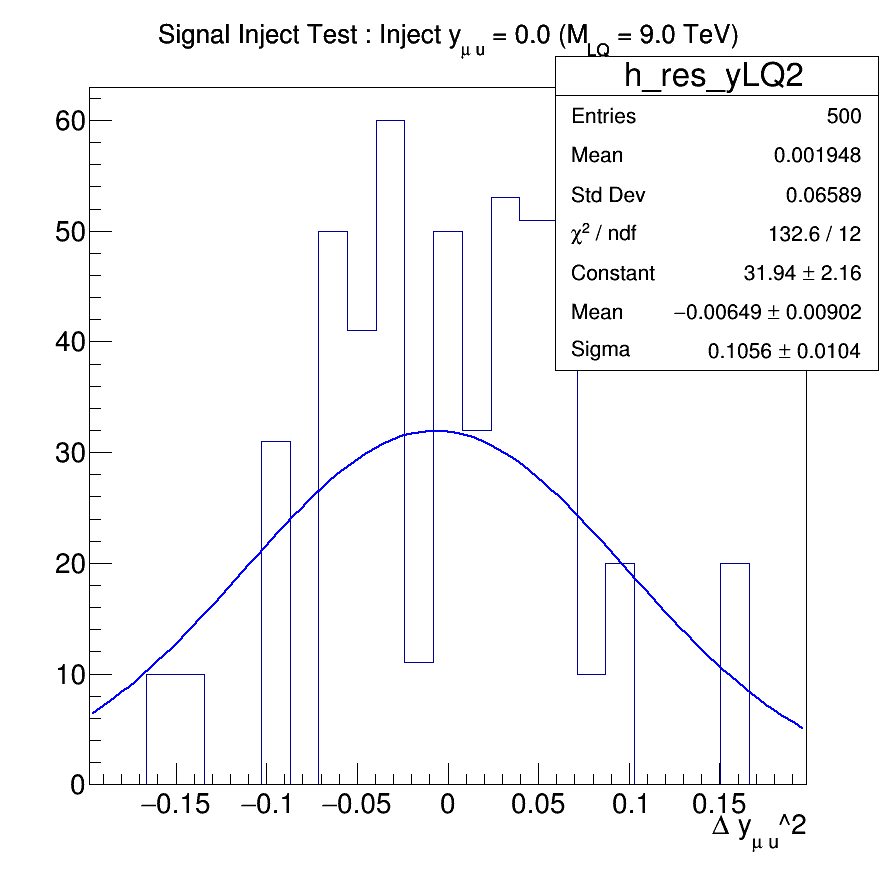 Signal Inject Test : Inject y_μ u = 0.0 (M_LQ = 9.0 TeV)
h_res_yLQ2
Entries 500
Mean 0.001948
Std Dev 0.06589
χ² / ndf 132.6 / 12
Constant 31.94 ± 2.16
Mean −0.00649 ± 0.00902
Sigma 0.1056 ± 0.0104
60
50
40
30
20
10
0
−0.15 −0.1 −0.05 0 0.05 0.1 0.15
Δ y_μ u^2